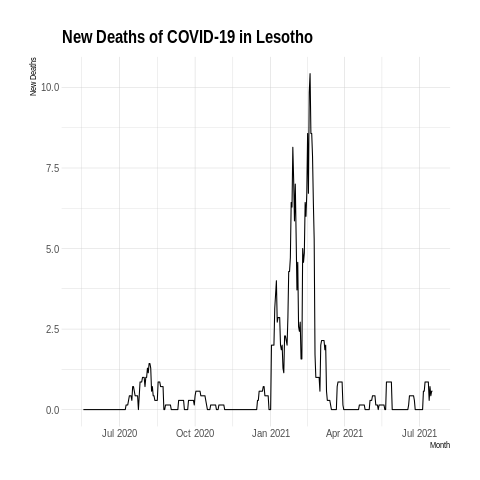 New Deaths of COVID-19 in Lesotho
New Deaths
10.0
7.5
5.0
2.5
0.0
Jul 2020 Oct 2020 Jan 2021 Apr 2021 Jul 2021
Month